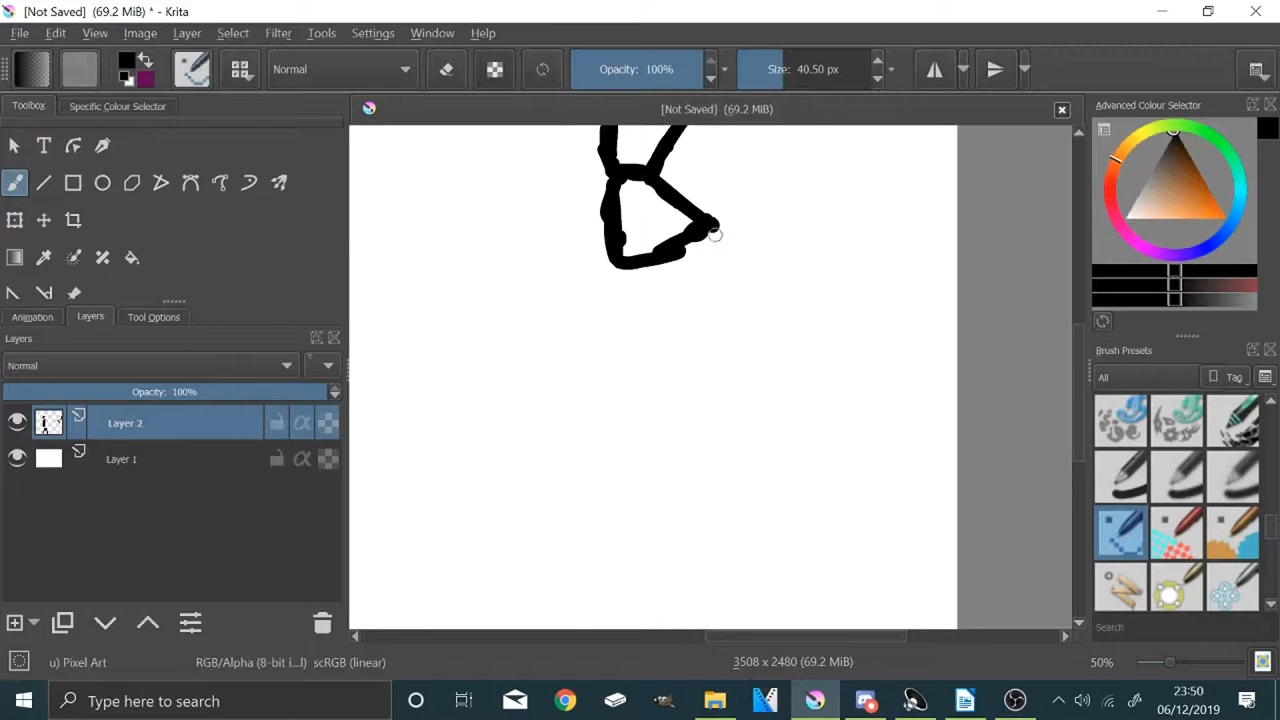 [Not Saved] (69.2 MiB) * - Krita
File Edit View Image Layer Select Filter Tools Settings Window Help
Normal Opacity: 100% Size: 40.50 px
Toolbox Specific Colour Selector
[Not Saved] (69.2 MiB)
Advanced Colour Selector
Animation Layers Tool Options
Layers
Normal
Opacity: 100%
Layer 2
Layer 1
Brush Presets
All Tag
Search
u) Pixel Art RGB/Alpha (8-bit i...l) scRGB (linear) 3508 x 2480 (69.2 MiB) 50%
Type here to search
23:50
06/12/2019